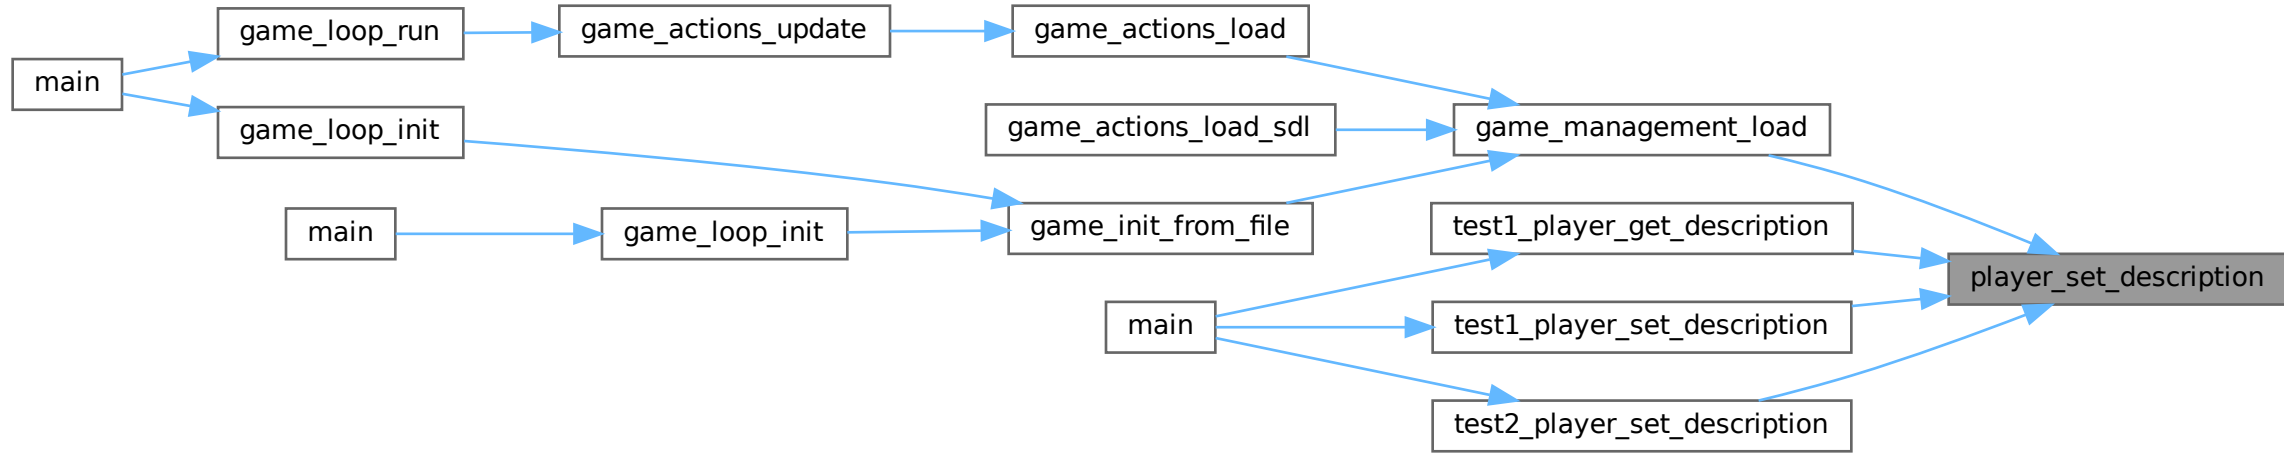 game_loop_run
game_actions_update
game_actions_load
main
game_loop_init
game_actions_load_sdl
game_management_load
main
game_loop_init
game_init_from_file
test1_player_get_description
player_set_description
main
test1_player_set_description
test2_player_set_description